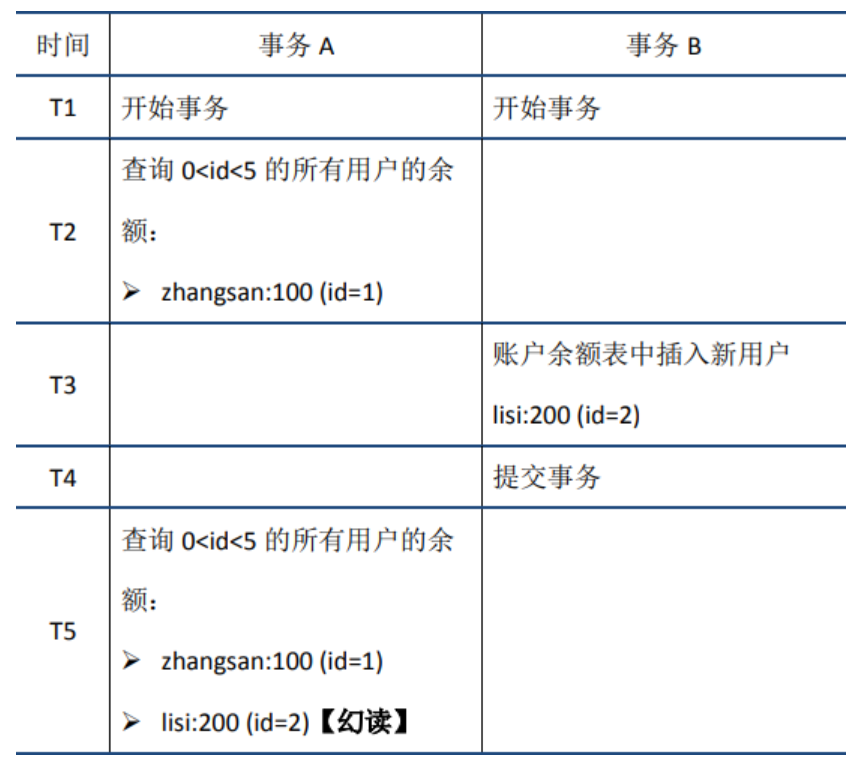 时间 事务 A 事务 B
T1 开始事务 开始事务
T2
查询 0<id<5 的所有用户的余
额：
➢ zhangsan:100 (id=1)
T3
账户余额表中插入新用户
lisi:200 (id=2)
T4 提交事务
T5
查询 0<id<5 的所有用户的余
额：
➢ zhangsan:100 (id=1)
➢ lisi:200 (id=2)【幻读】